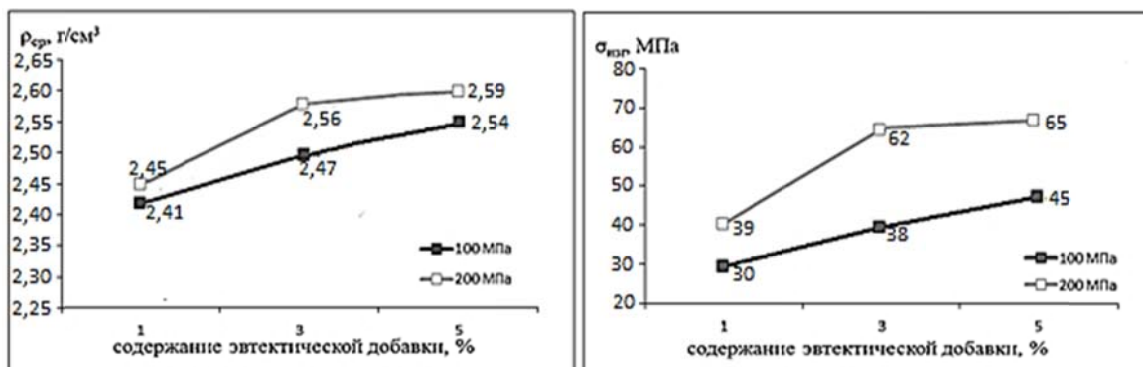 ρср, г/см³
2,65
2,60
2,55
2,50
2,45
2,40
2,35
2,30
2,25
2,45
2,56
2,59
2,41
2,47
2,54
100 МПа
200 МПа
1 3 5
содержание эвтектической добавки, %
σизг, МПа
80
70
60
50
40
30
20
39
62
65
30
38
45
100 МПа
200 МПа
1 3 5
содержание эвтектической добавки, %